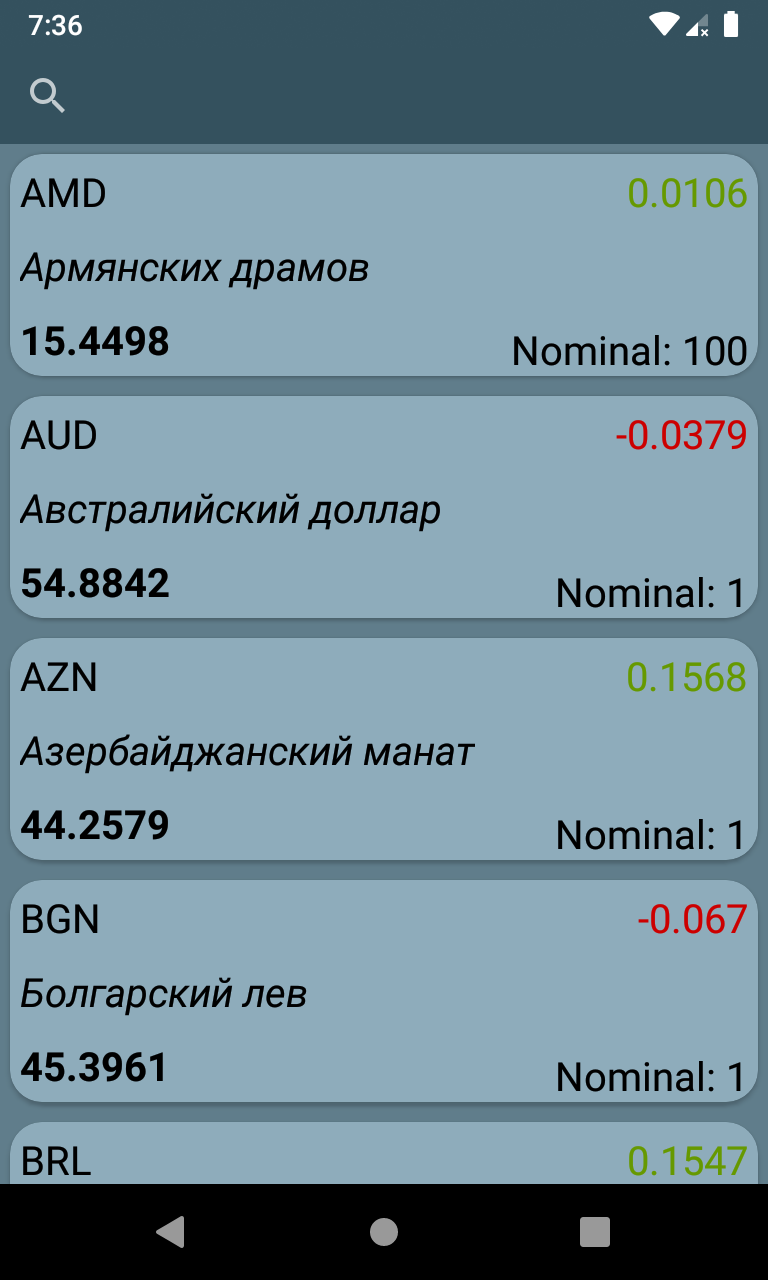 7:36
AMD 0.0106
Армянских драмов
15.4498 Nominal: 100
AUD -0.0379
Австралийский доллар
54.8842 Nominal: 1
AZN 0.1568
Азербайджанский манат
44.2579 Nominal: 1
BGN -0.067
Болгарский лев
45.3961 Nominal: 1
BRL 0.1547